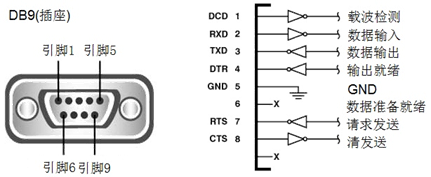 DB9(插座)
引脚1 引脚5
引脚6 引脚9
DCD 1 载波检测
RXD 2 数据输入
TXD 3 数据输出
DTR 4 输出就绪
GND 5 GND
6 X 数据准备就绪
RTS 7 请求发送
CTS 8 清发送
X